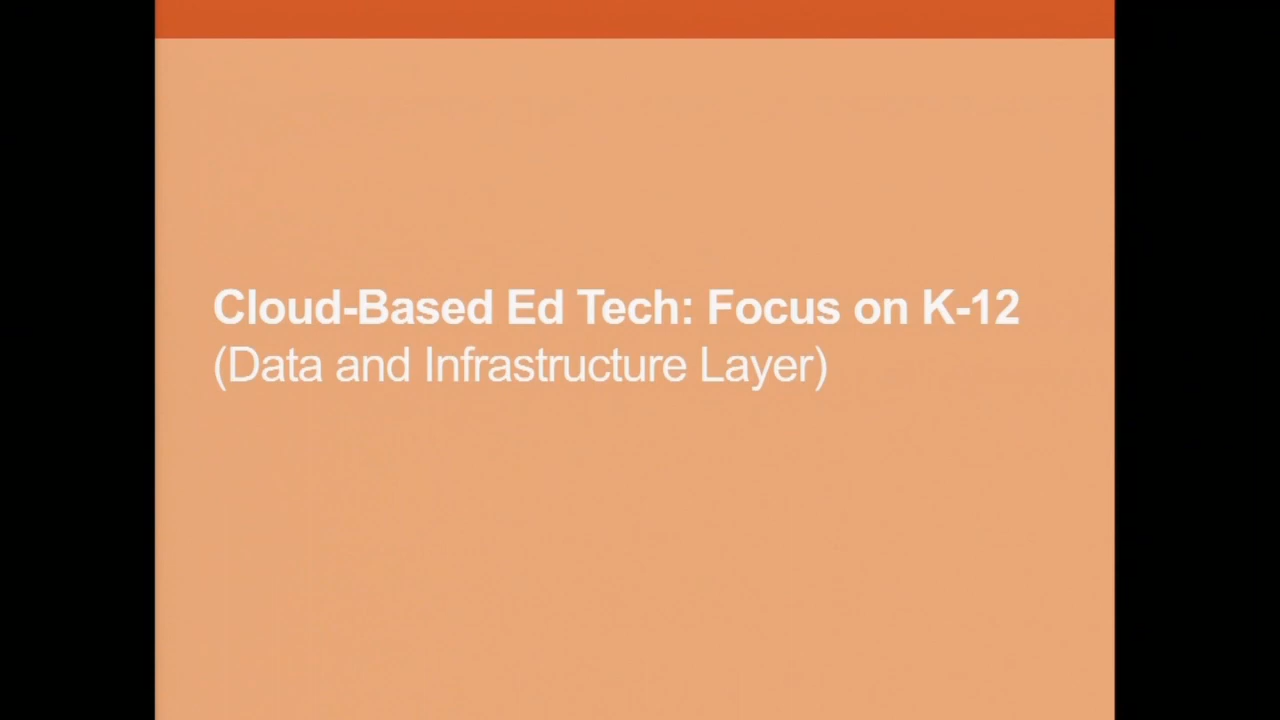 Cloud-Based Ed Tech: Focus on K-12
(Data and Infrastructure Layer)